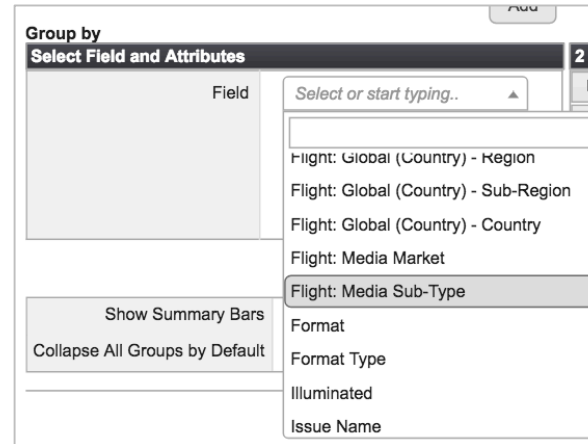 Add
Group by
Select Field and Attributes
2
Field
Select or start typing..
Flight: Global (Country) - Region
Flight: Global (Country) - Sub-Region
Flight: Global (Country) - Country
Flight: Media Market
Flight: Media Sub-Type
Show Summary Bars
Format
Collapse All Groups by Default
Format Type
Illuminated
Issue Name